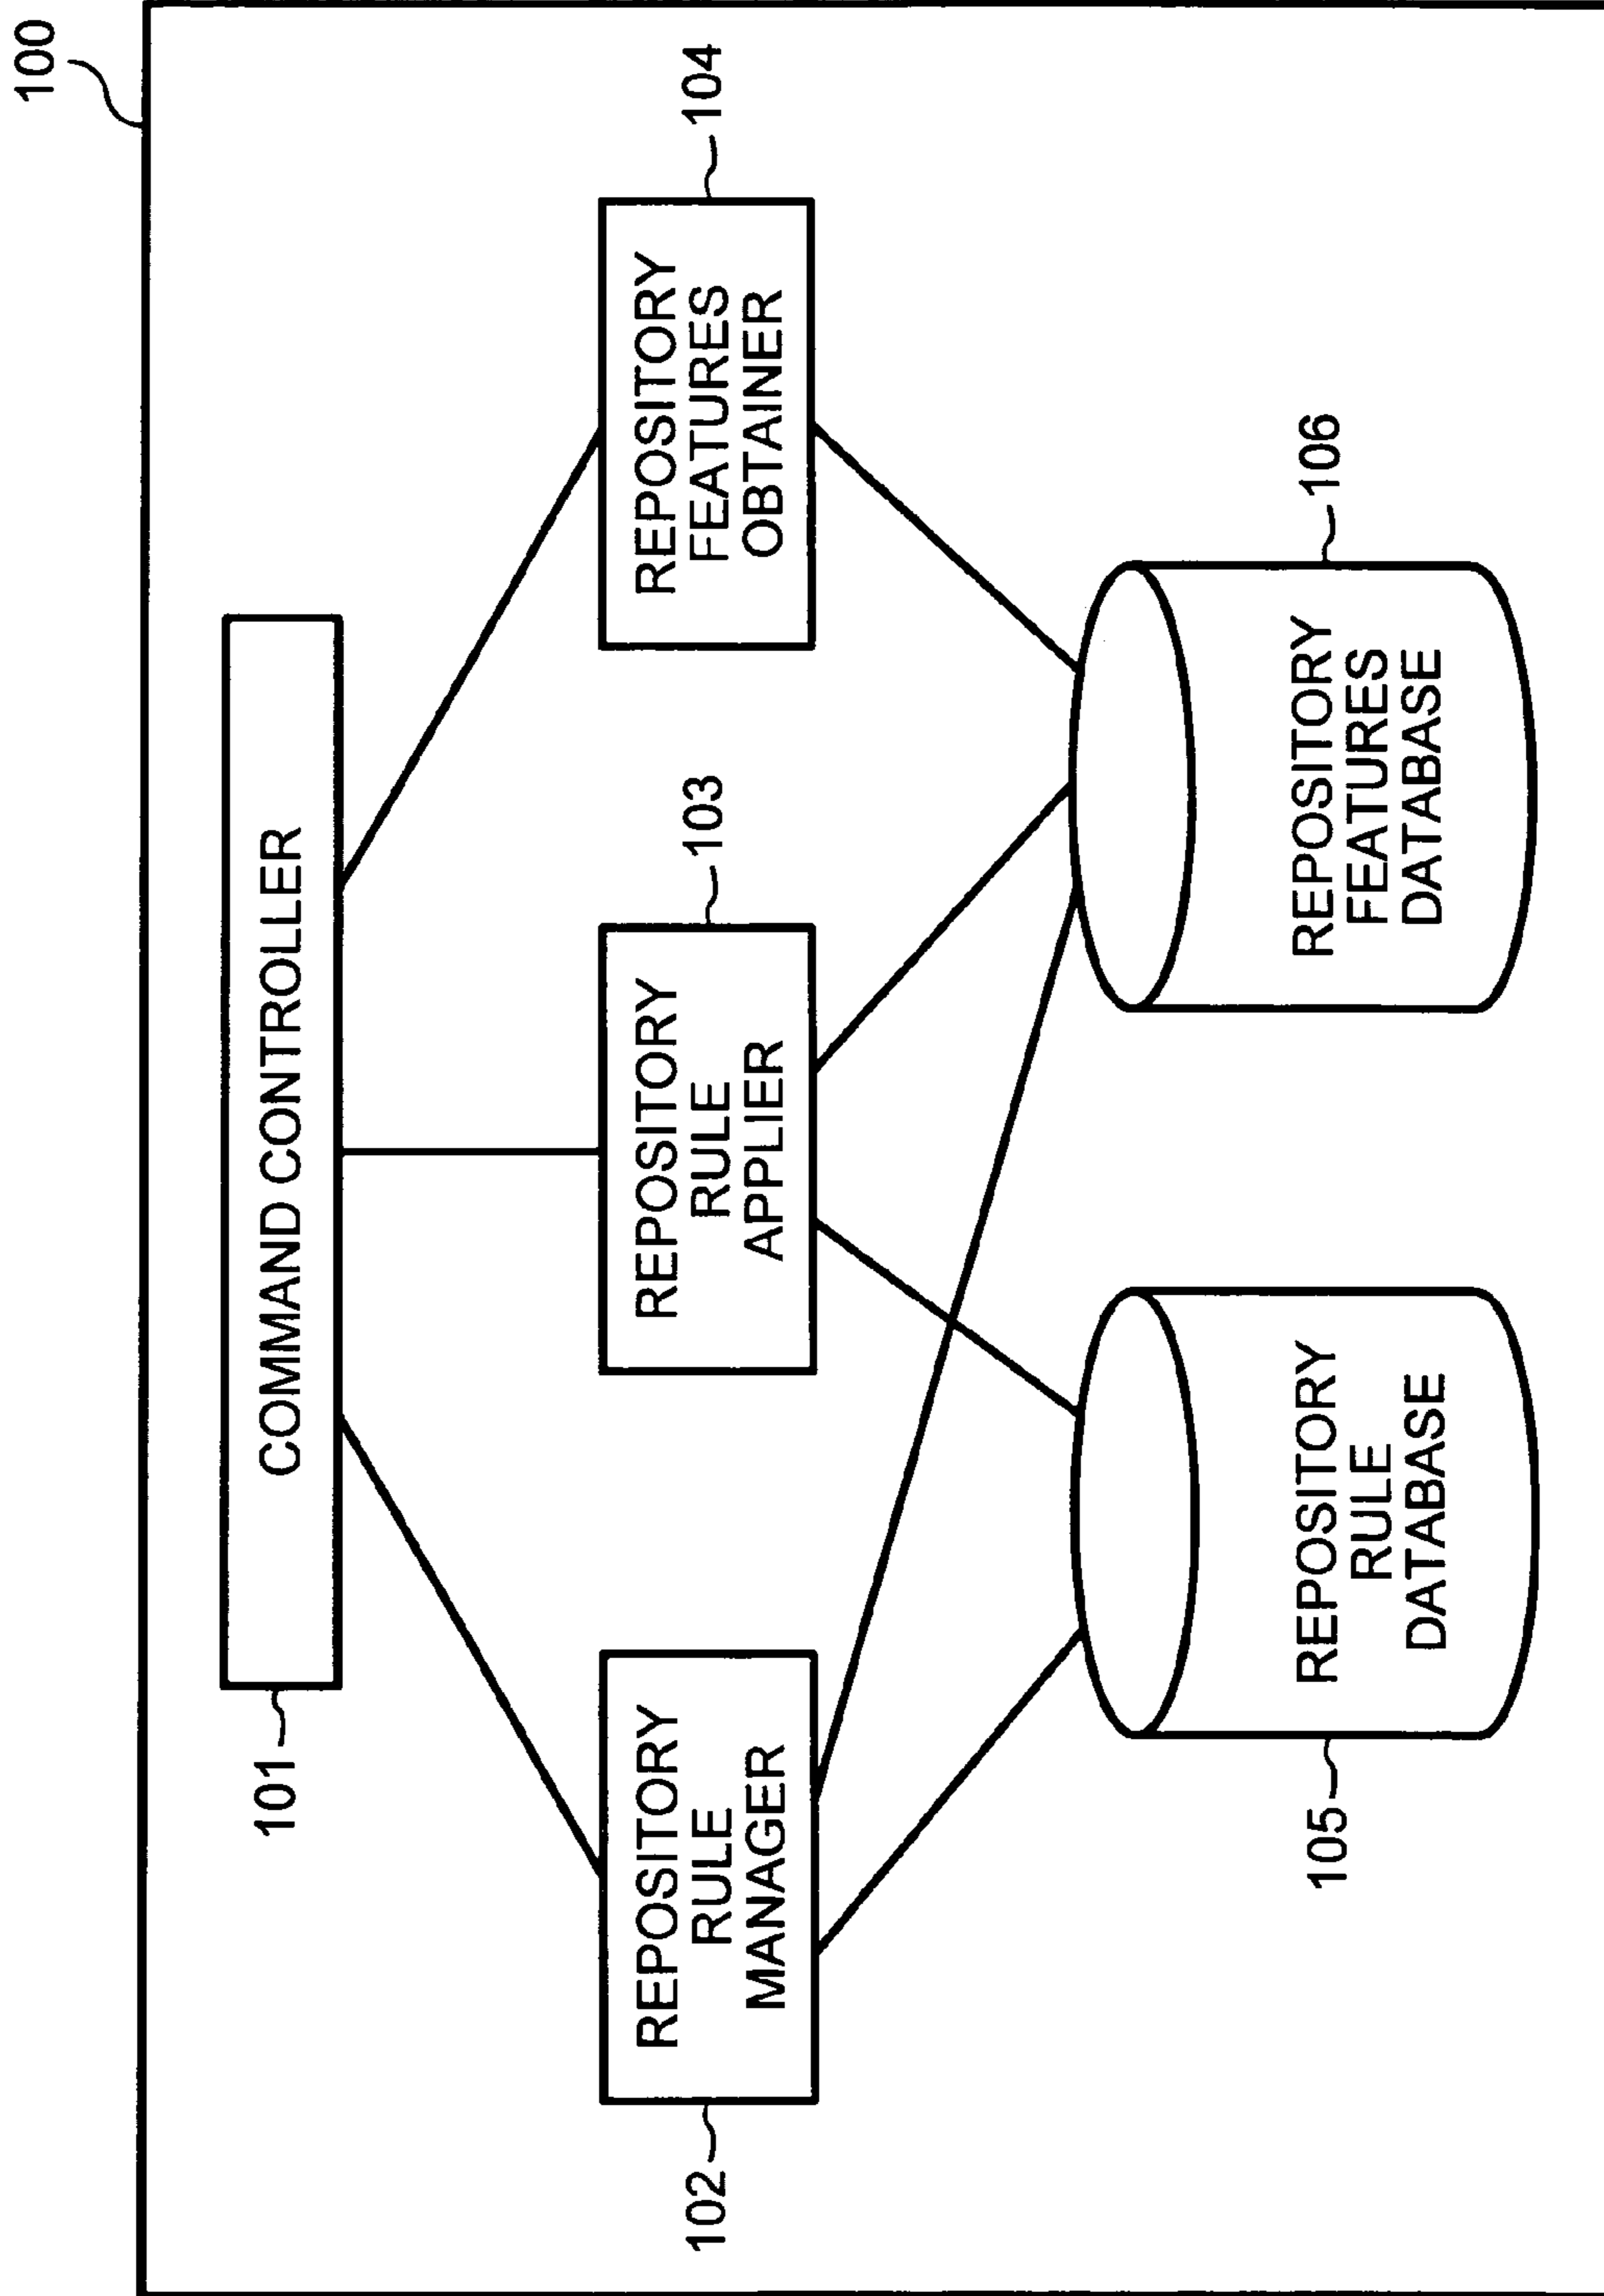 100
COMMAND CONTROLLER
101
REPOSITORY
RULE
MANAGER
102
REPOSITORY
RULE
APPLIER
103
REPOSITORY
FEATURES
OBTAINER
104
REPOSITORY
RULE
DATABASE
105
REPOSITORY
FEATURES
DATABASE
106